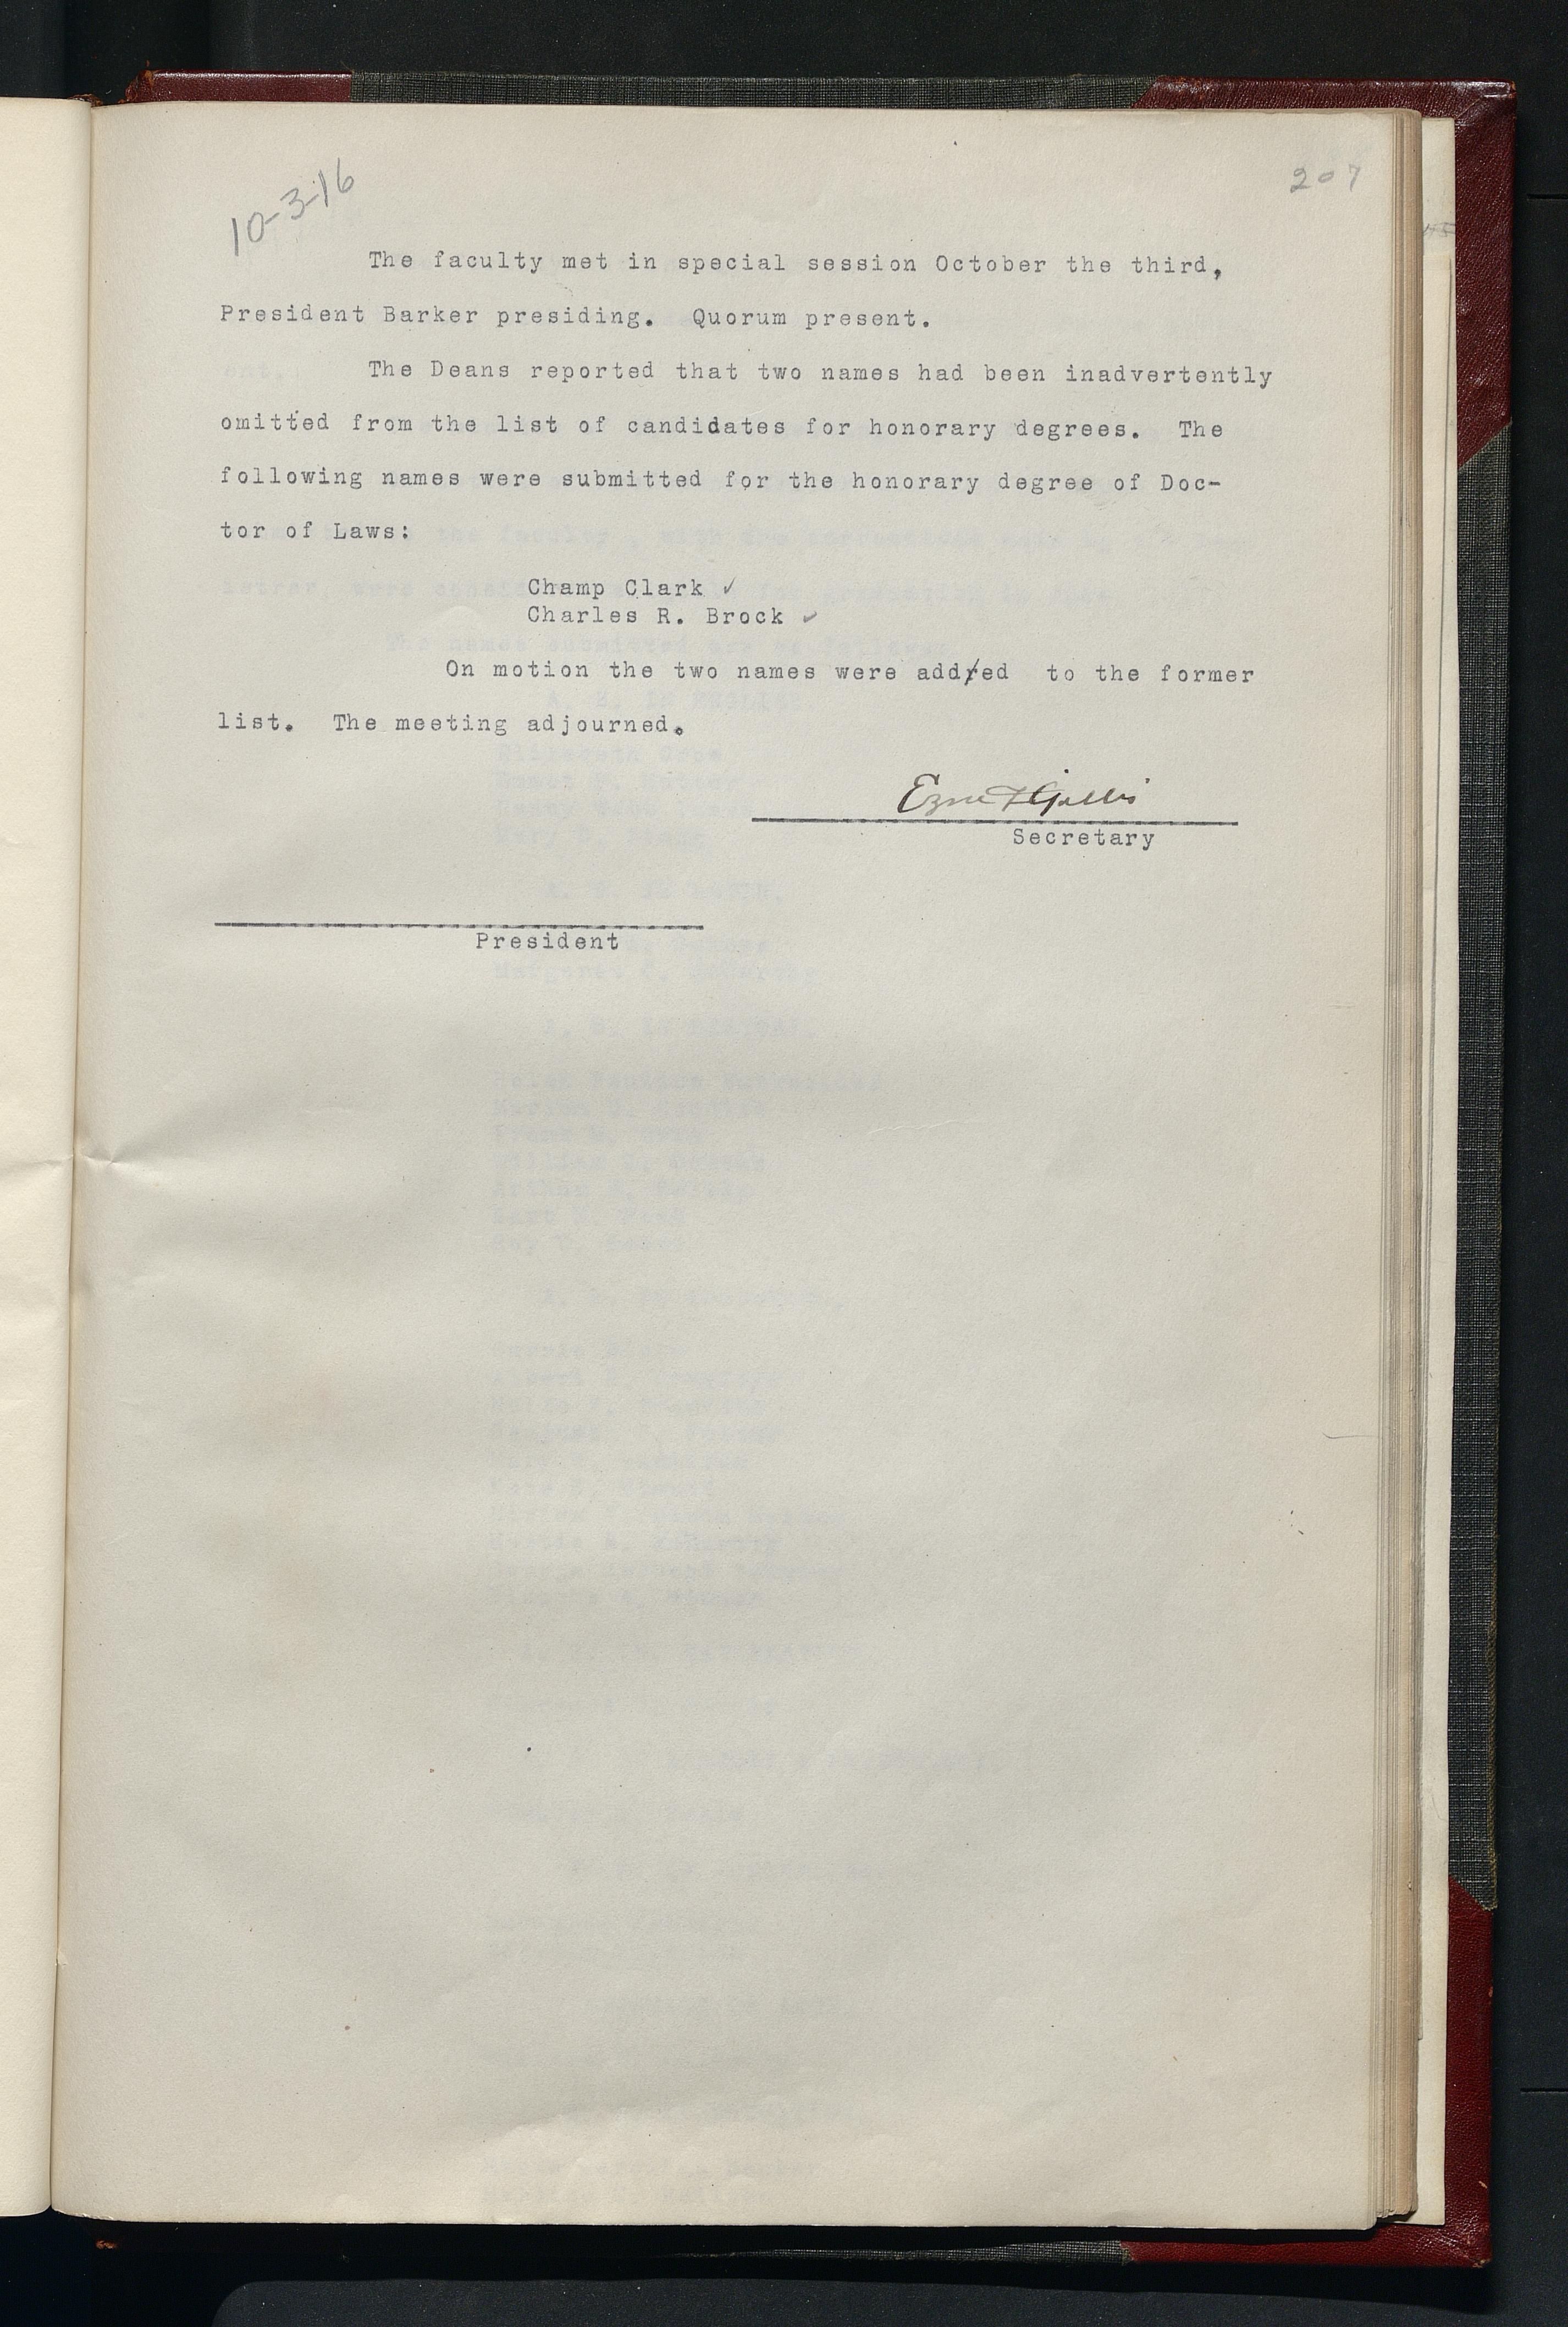 10-3-16
207
The faculty met in special session October the third,
President Barker presiding. Quorum present.
The Deans reported that two names had been inadvertently
omitted from the list of candidates for honorary degrees. The
following names were submitted for the honorary degree of Doc-
tor of Laws:
Champ Clark ✓
Charles R. Brock ✓
On motion the two names were added to the former
list. The meeting adjourned.
Ezra L Gillis
Secretary
President